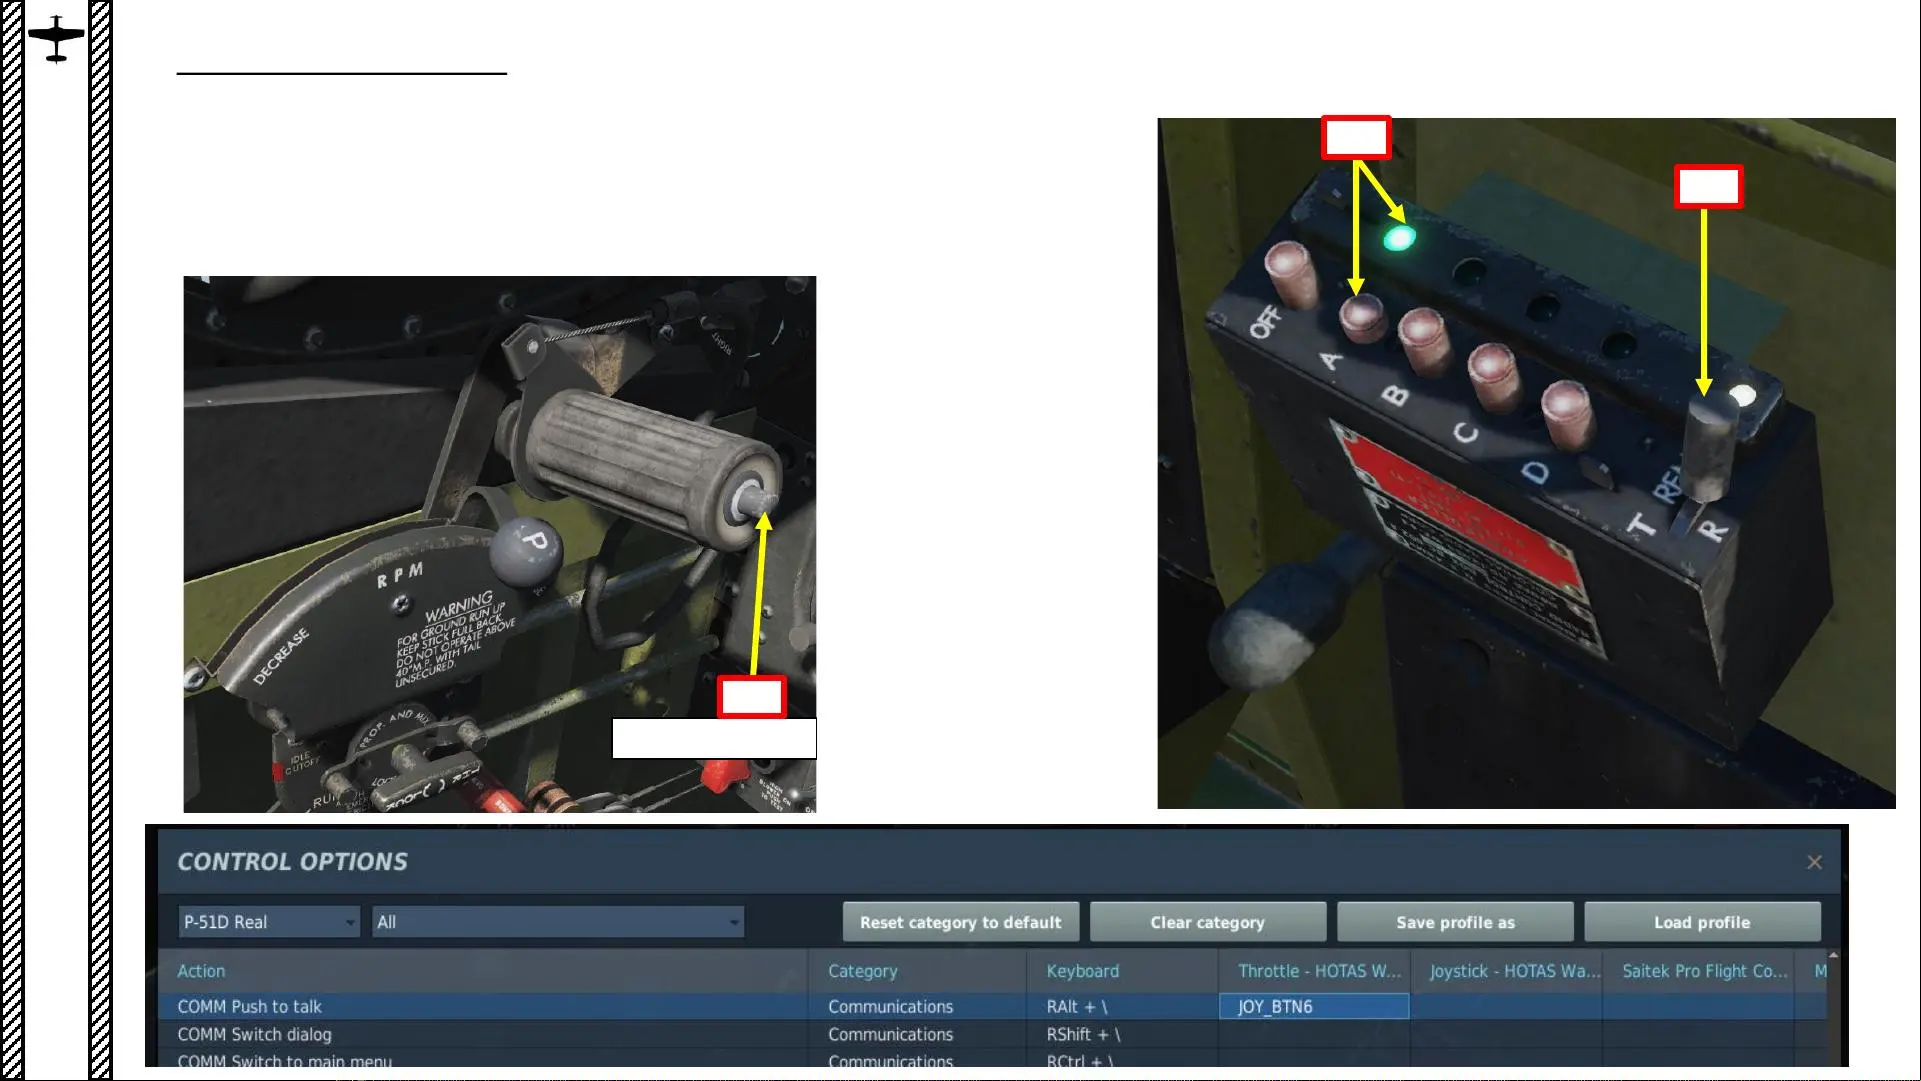 OFF
A
B
C
D
T
R
RIGHT
P
RPM
DECREASE
WARNING
FOR GROUND RUN UP
KEEP STICK FULL BACK
DO NOT OPERATE ABOVE
40" M.P. WITH TAIL
UNSECURED.
PROP. AND MIX
IDLE
CUTOFF
RUN
CONTROL OPTIONS
P-51D Real
All
Reset category to default
Clear category
Save profile as
Load profile
Action
Category
Keyboard
Throttle - HOTAS W...
Joystick - HOTAS Wa...
Saitek Pro Flight Co...
M
COMM Push to talk
Communications
RAlt + \
JOY_BTN6
COMM Switch dialog
Communications
RShift + \
COMM Switch to main menu
Communications
RCtrl + \